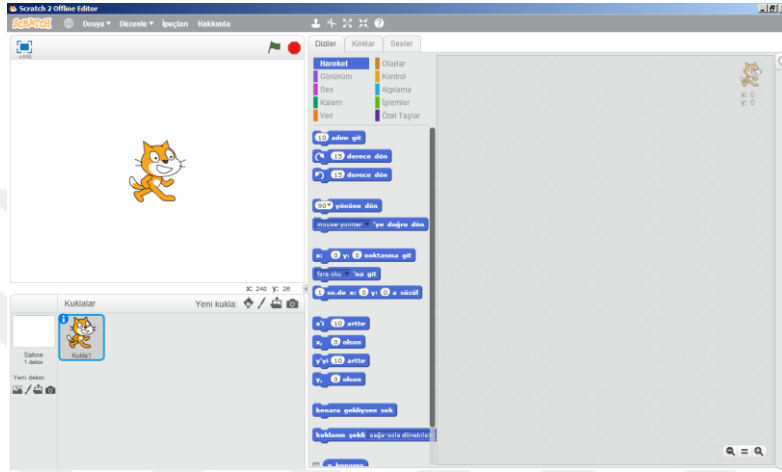 Scratch 2 Offline Editor
SCRATCH Dosya Düzenle İpuçları Hakkında
v440
Diziler Kılıklar Sesler
Hareket Olaylar
Görünüm Kontrol
Ses Algılama
Kalem İşlemler
Veri Özel Taşlar
x: 0
y: 0
10 adım git
15 derece dön
15 derece dön
90 yönüne dön
mouse-pointer 'ye doğru dön
x: 0 y: 0 noktasına git
fare oku 'na git
1 sn.de x: 0 y: 0 a süzül
x'i 10 arttır
x, 0 olsun
y'yi 10 arttır
y, 0 olsun
kenara geldiysen sek
kuklanın şekli sağa-sola dönebilsin
x konumu
x: 240 y: 28
Kuklalar Yeni kukla:
Kukla1
Sahne
1 dekor
Yeni dekor: